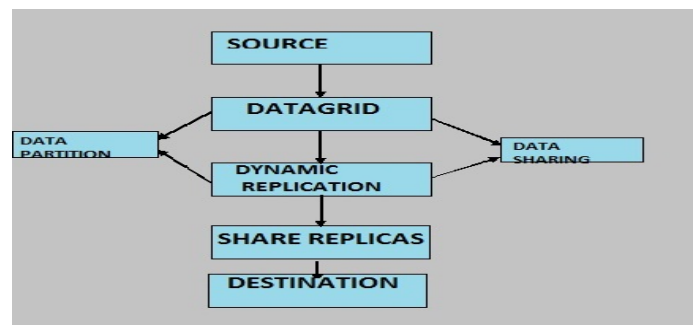 SOURCE
DATAGRID
DATA
PARTITION
DATA
SHARING
DYNAMIC
REPLICATION
SHARE REPLICAS
DESTINATION